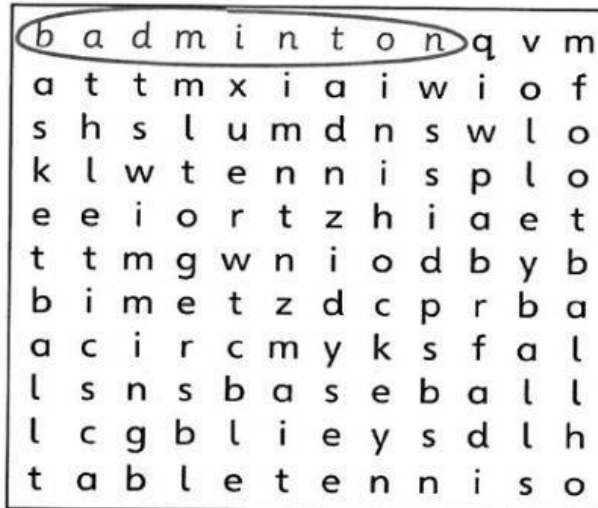 b a d m i n t o n q v m
a t t m x i a i w i o f
s h s l u m d n s w l o
k l w t e n n i s p l o
e e i o r t z h i a e t
t t m g w n i o d b y b
b i m e t z d c p r b a
a c i r c m y k s f a l
l s n s b a s e b a l l
l c g b l i e y s d l h
t a b l e t e n n i s o